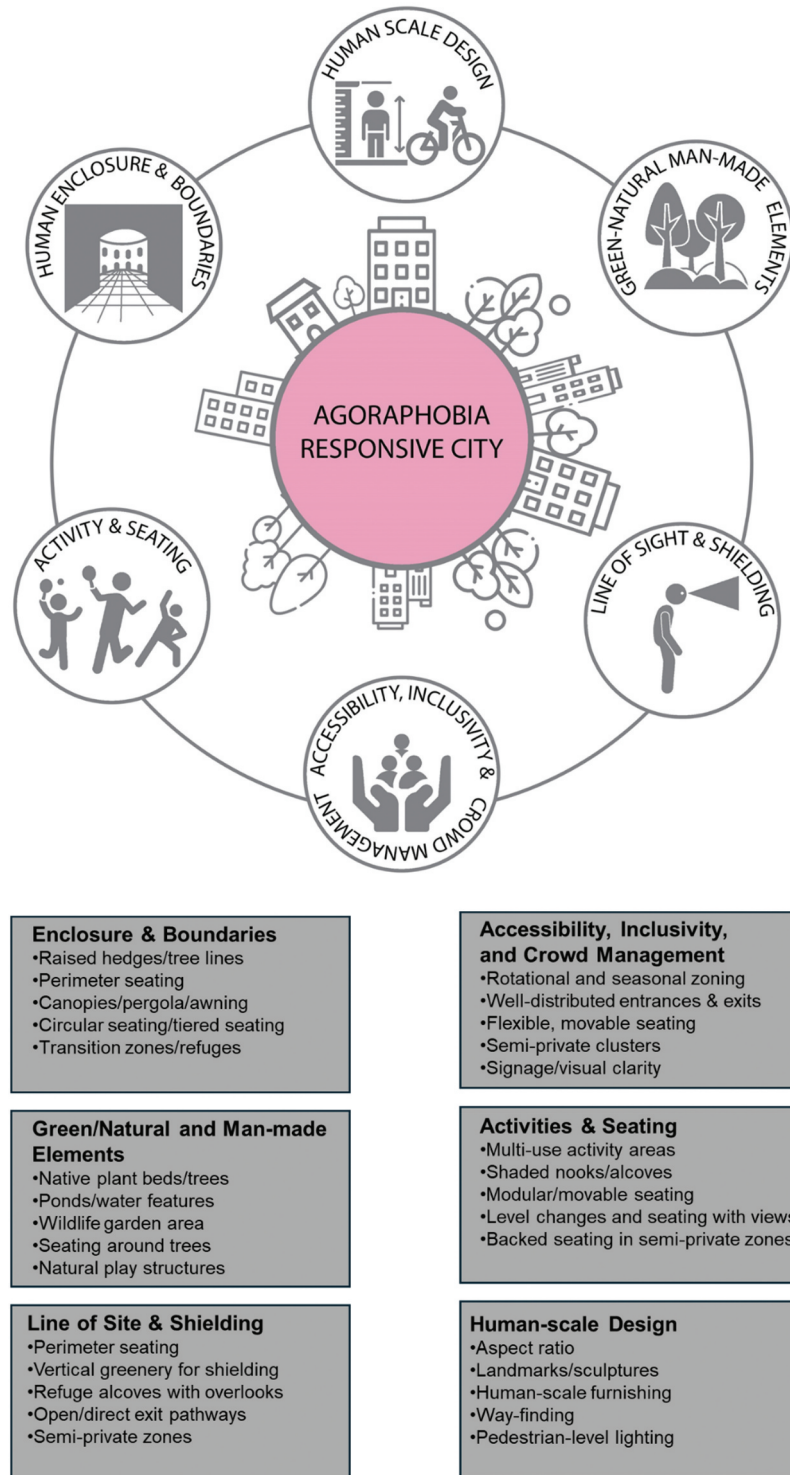 HUMAN SCALE DESIGN
HUMAN ENCLOSURE & BOUNDARIES
GREEN-NATURAL MAN-MADE ELEMENTS
AGORAPHOBIA
RESPONSIVE CITY
ACTIVITY & SEATING
LINE OF SIGHT & SHIELDING
ACCESSIBILITY, INCLUSIVITY & CROWD MANAGEMENT
Enclosure & Boundaries
•Raised hedges/tree lines
•Perimeter seating
•Canopies/pergola/awning
•Circular seating/tiered seating
•Transition zones/refuges
Accessibility, Inclusivity,
and Crowd Management
•Rotational and seasonal zoning
•Well-distributed entrances & exits
•Flexible, movable seating
•Semi-private clusters
•Signage/visual clarity
Green/Natural and Man-made
Elements
•Native plant beds/trees
•Ponds/water features
•Wildlife garden area
•Seating around trees
•Natural play structures
Activities & Seating
•Multi-use activity areas
•Shaded nooks/alcoves
•Modular/movable seating
•Level changes and seating with views
•Backed seating in semi-private zones
Line of Site & Shielding
•Perimeter seating
•Vertical greenery for shielding
•Refuge alcoves with overlooks
•Open/direct exit pathways
•Semi-private zones
Human-scale Design
•Aspect ratio
•Landmarks/sculptures
•Human-scale furnishing
•Way-finding
•Pedestrian-level lighting